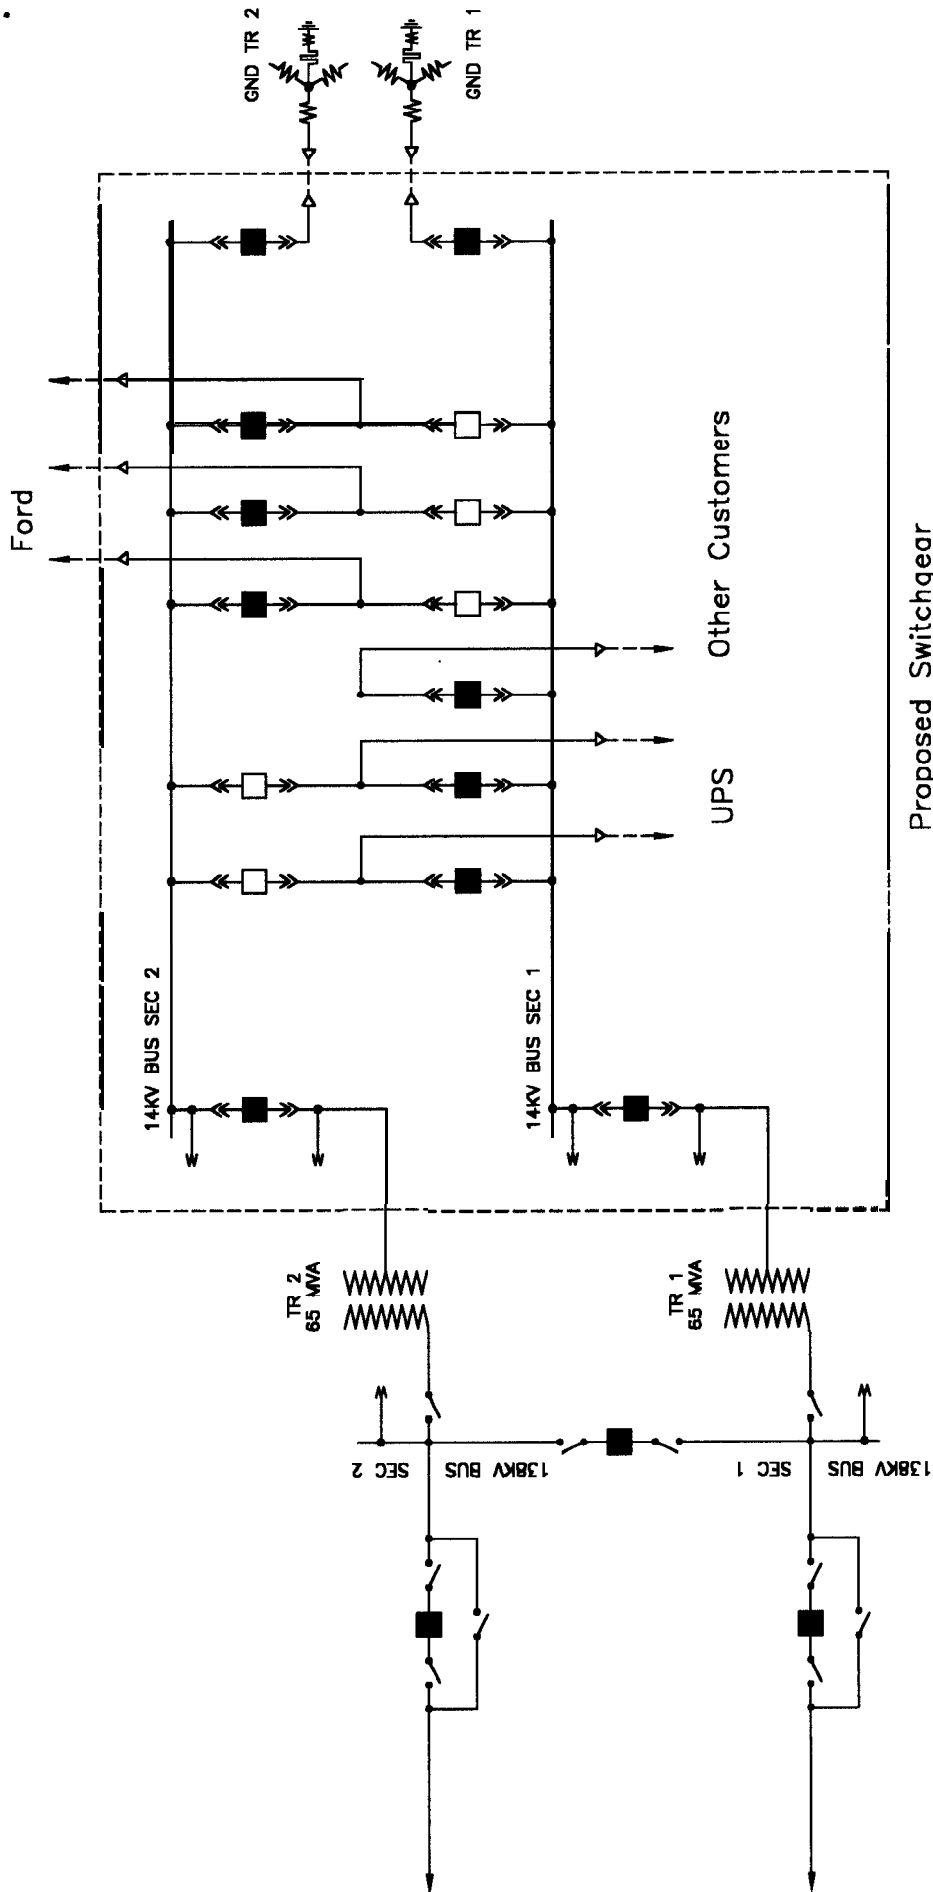 GND TR 2
GND TR 1
Ford
Other Customers
UPS
Proposed Switchgear
14KV BUS SEC 2
14KV BUS SEC 1
TR 2
65 MVA
TR 1
65 MVA
138KV BUS SEC 2
138KV BUS SEC 1